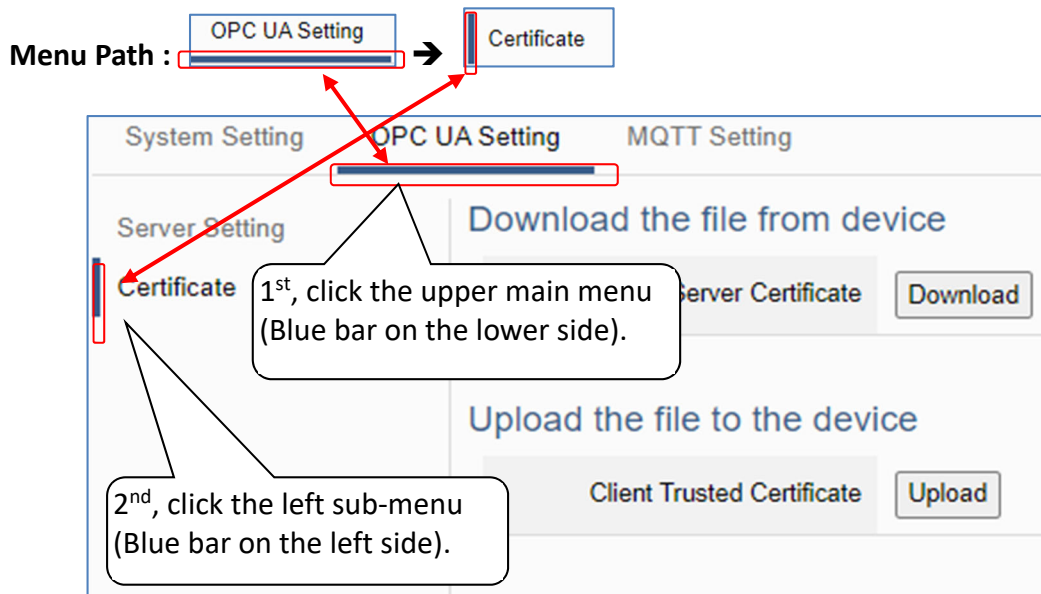 Menu Path : OPC UA Setting ➔ Certificate
System Setting OPC UA Setting MQTT Setting
Server Setting
Certificate
Download the file from device
Server Certificate Download
1st, click the upper main menu
(Blue bar on the lower side).
Upload the file to the device
Client Trusted Certificate Upload
2nd, click the left sub-menu
(Blue bar on the left side).